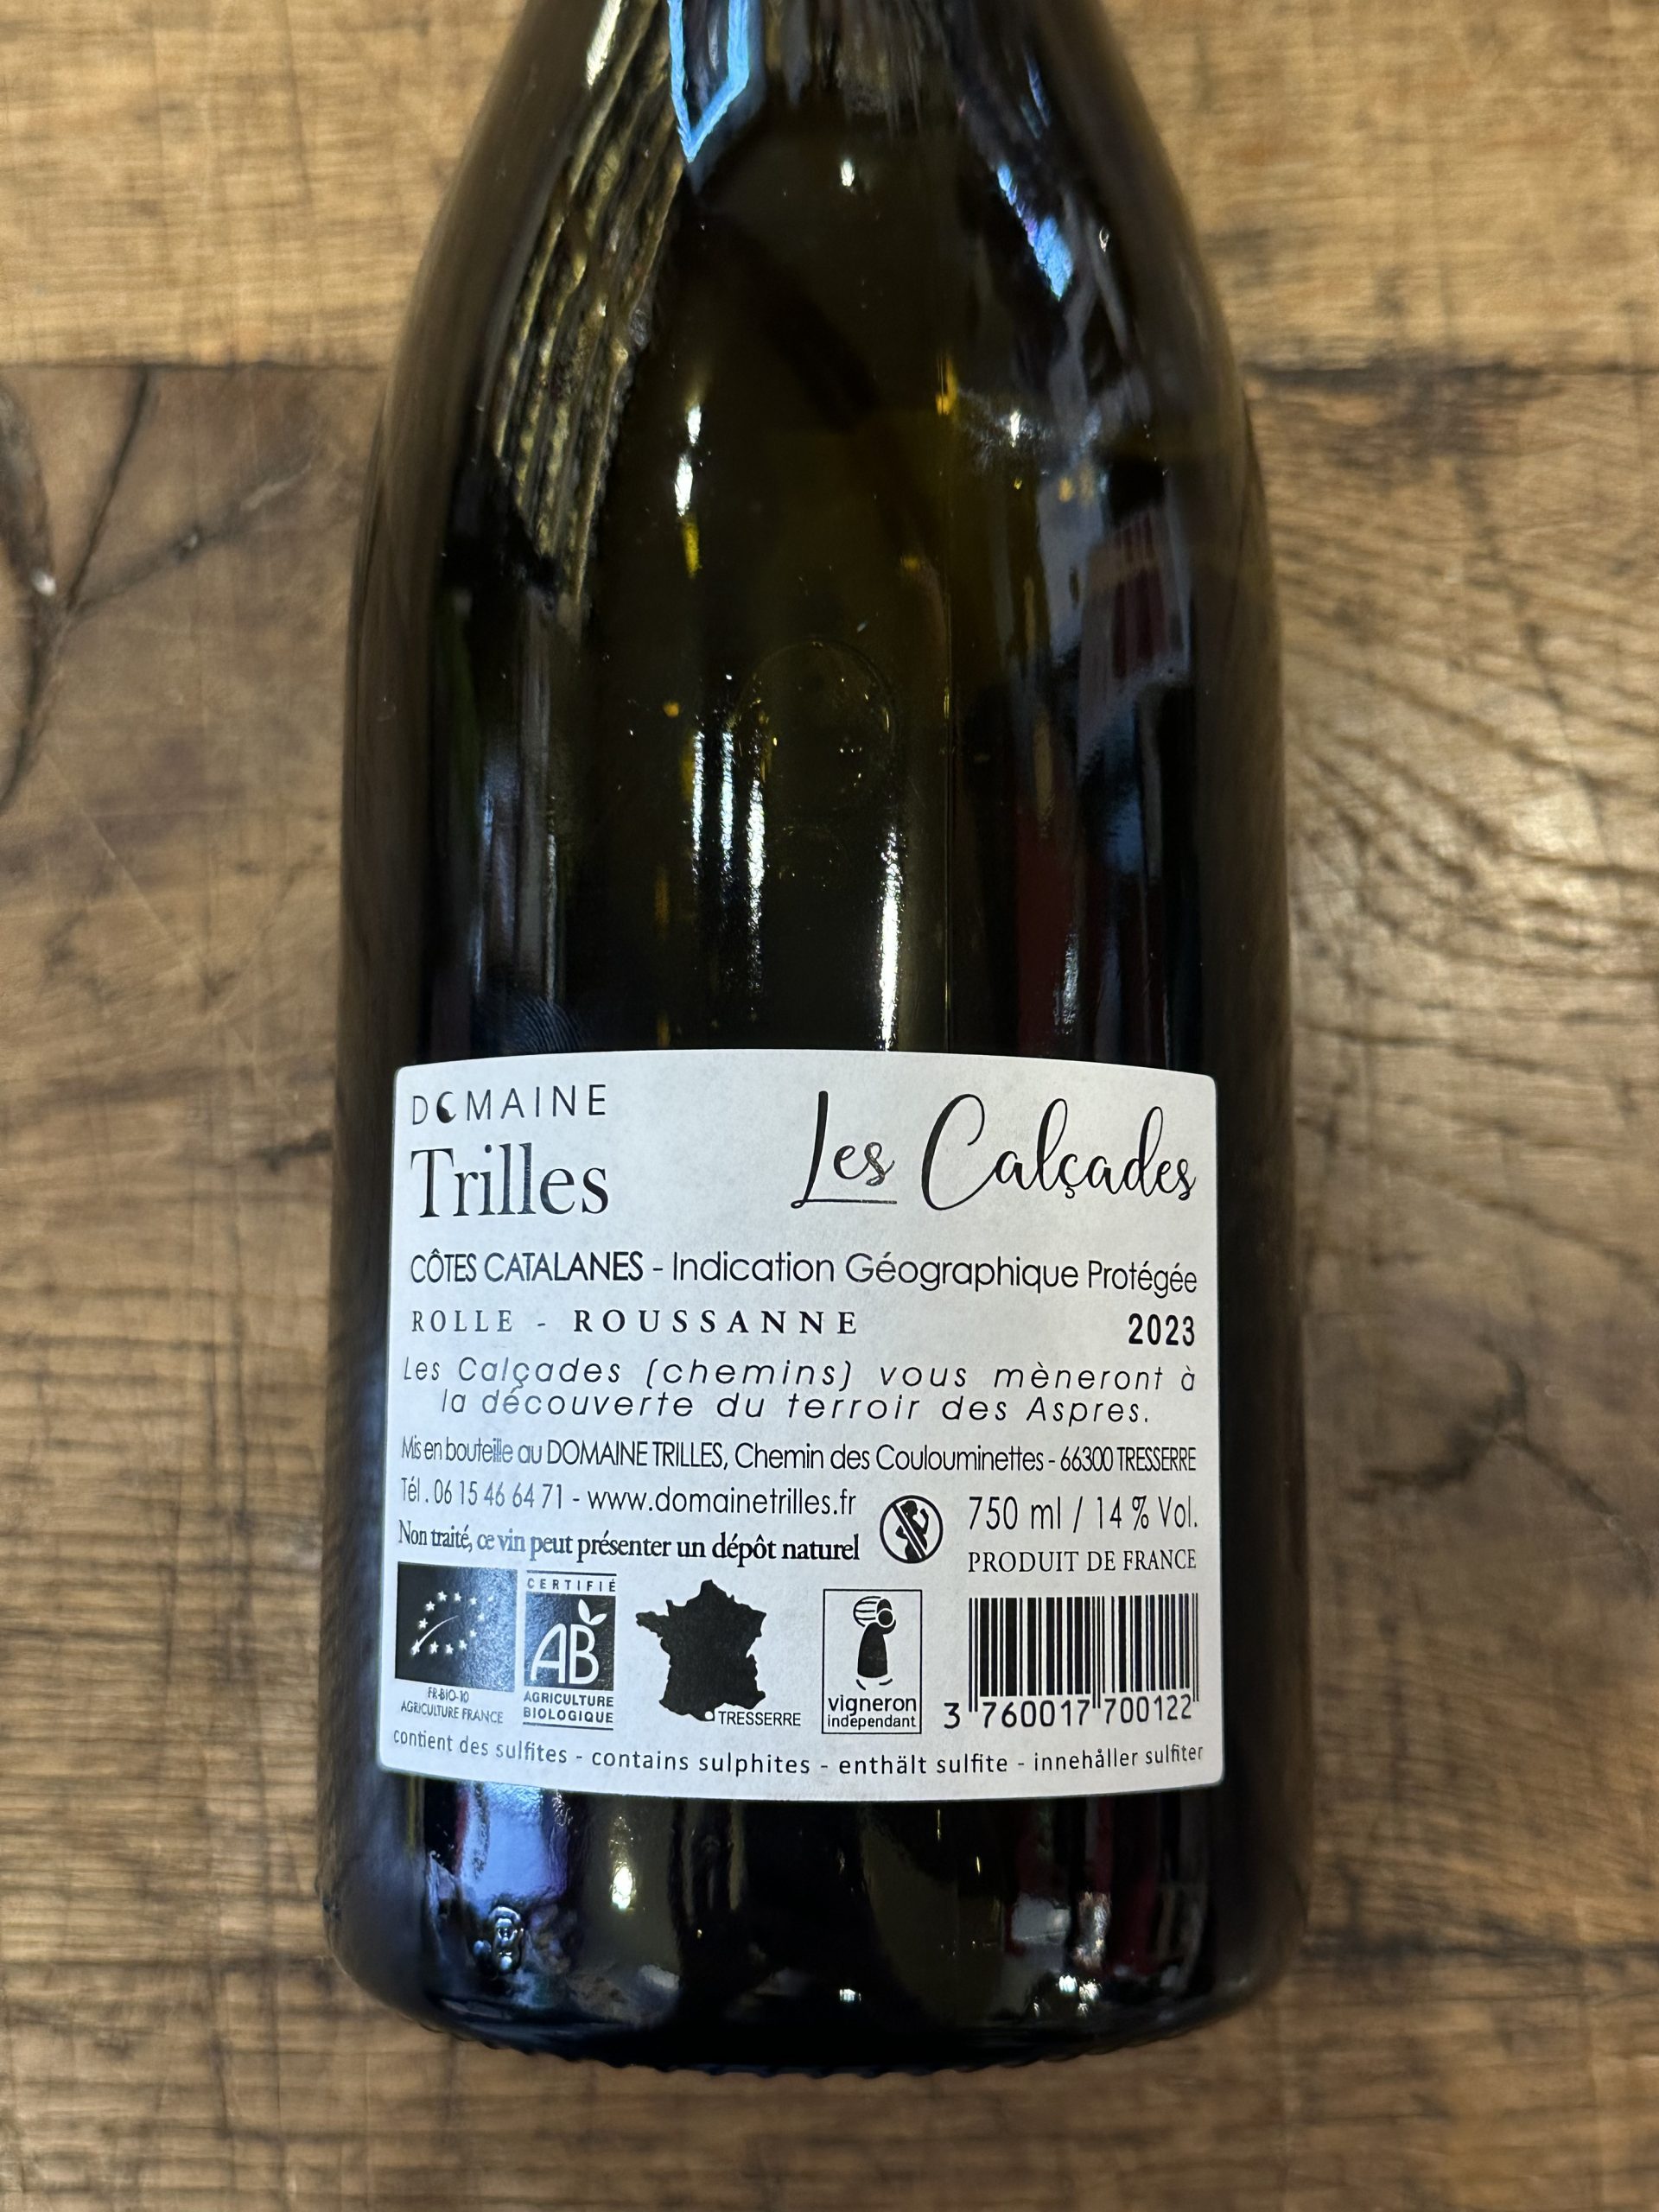 DOMAINE
Trilles
Les Calçades
CÔTES CATALANES - Indication Géographique Protégée
ROLLE - ROUSSANNE 2023
Les Calçades (chemins) vous mèneront à
la découverte du terroir des Aspres.
Mis en bouteille au DOMAINE TRILLES, Chemin des Coulouminettes - 66300 TRESSERRE
Tél. 06 15 46 64 71 - www.domainetrilles.fr
750 ml / 14 % Vol.
Non traité, ce vin peut présenter un dépôt naturel
PRODUIT DE FRANCE
CERTIFIÉ
AB
AGRICULTURE
BIOLOGIQUE
FR-BIO-10
AGRICULTURE FRANCE
TRESSERRE
vigneron
indépendant
3 760017 700122
contient des sulfites - contains sulphites - enthält sulfite - innehåller sulfiter